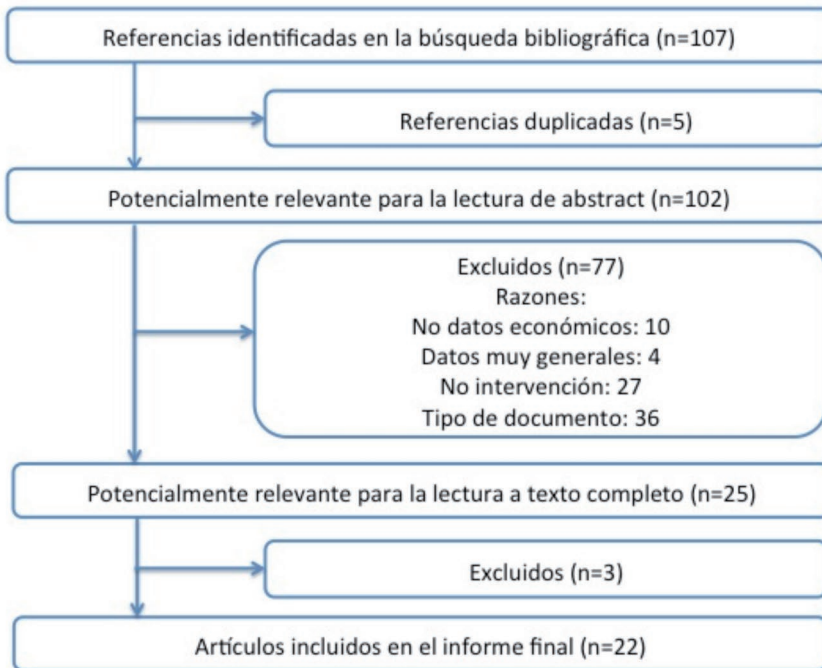 Referencias identificadas en la búsqueda bibliográfica (n=107)
Referencias duplicadas (n=5)
Potencialmente relevante para la lectura de abstract (n=102)
Excluidos (n=77)
Razones:
No datos económicos: 10
Datos muy generales: 4
No intervención: 27
Tipo de documento: 36
Potencialmente relevante para la lectura a texto completo (n=25)
Excluidos (n=3)
Artículos incluidos en el informe final (n=22)